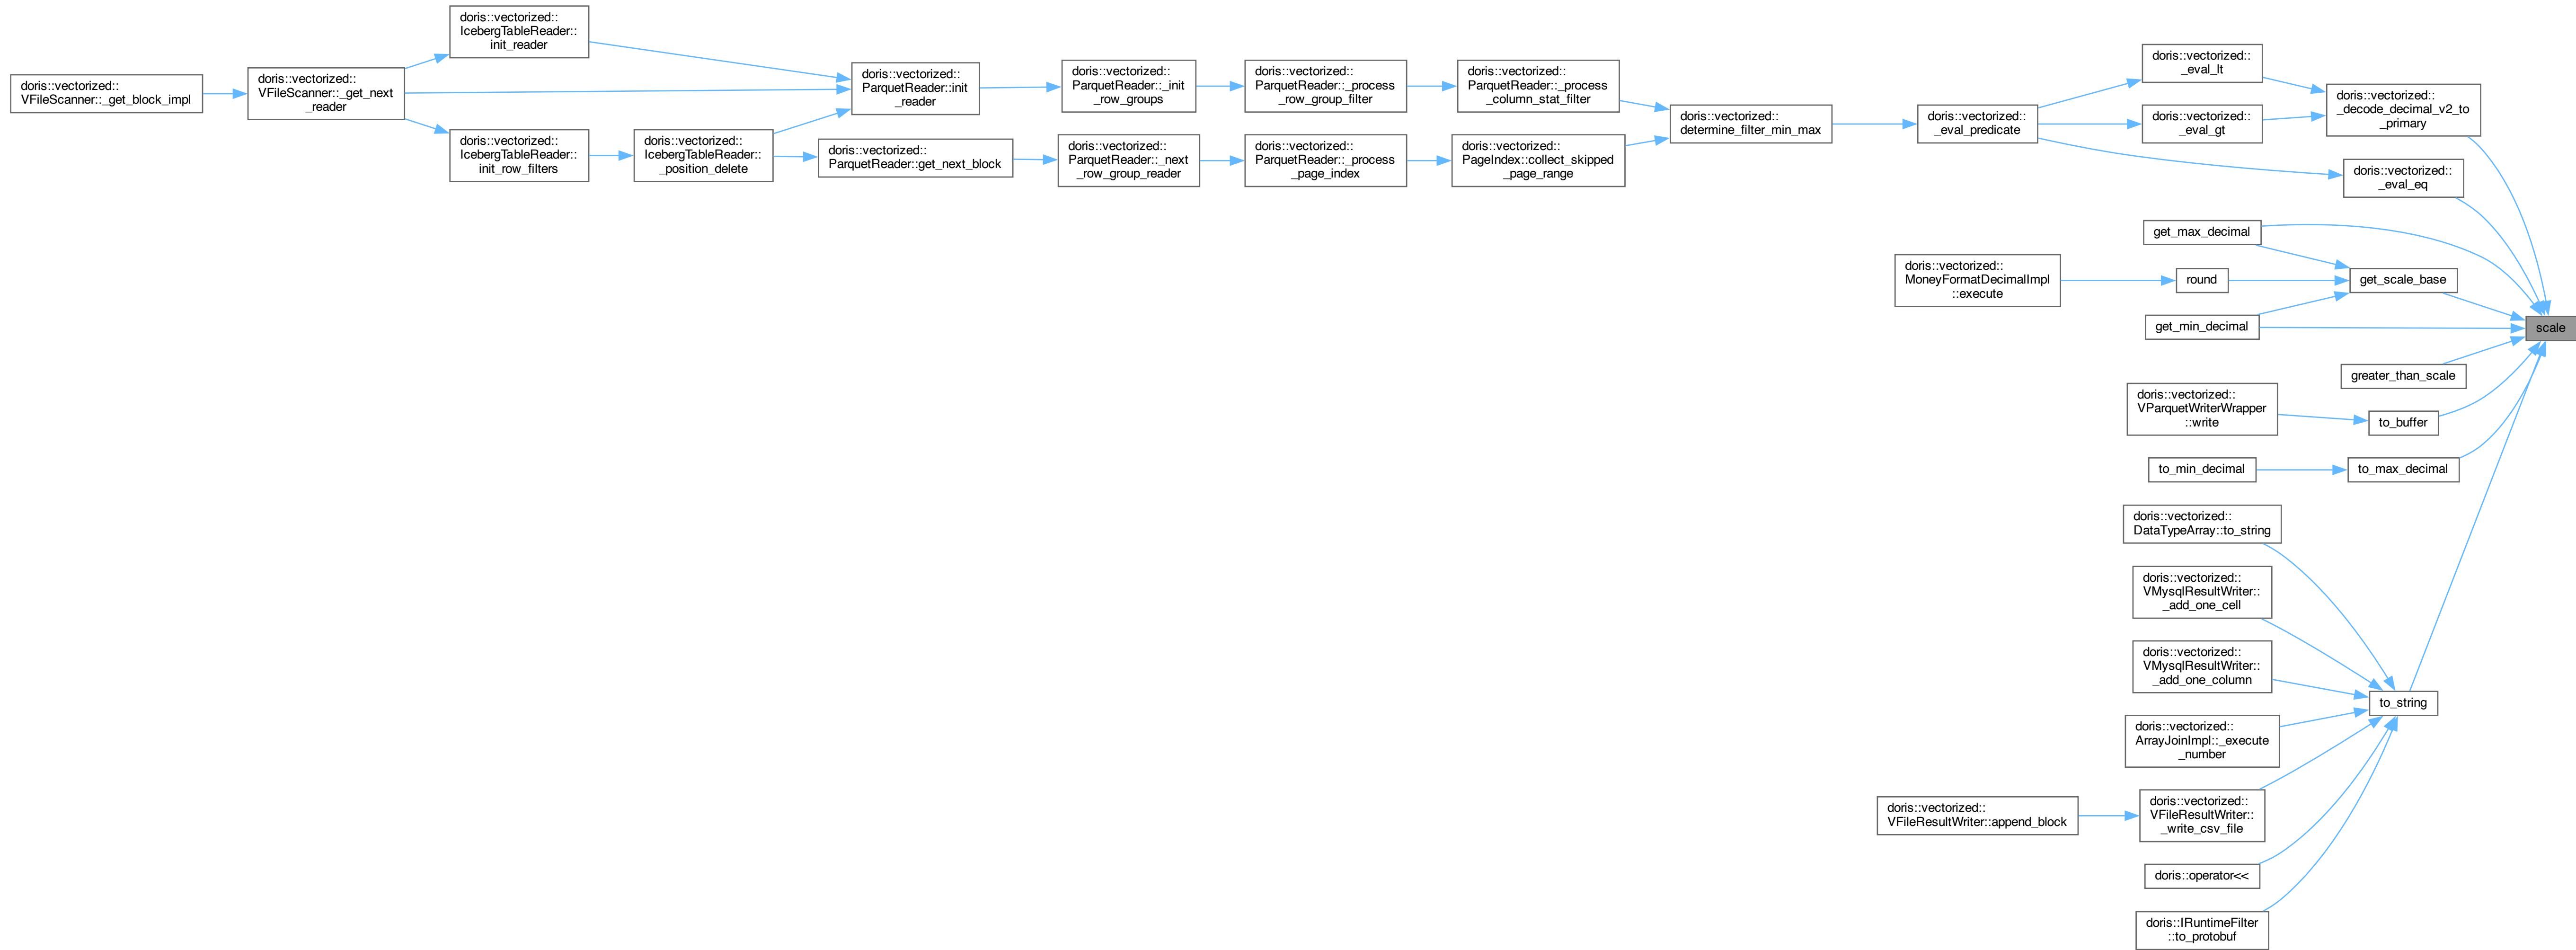 doris::vectorized::
VFileScanner::_get_block_impl
doris::vectorized::
VFileScanner::_get_next
_reader
doris::vectorized::
IcebergTableReader::
init_reader
doris::vectorized::
IcebergTableReader::
init_row_filters
doris::vectorized::
IcebergTableReader::
_position_delete
doris::vectorized::
ParquetReader::init
_reader
doris::vectorized::
ParquetReader::get_next_block
doris::vectorized::
ParquetReader::_init
_row_groups
doris::vectorized::
ParquetReader::_next
_row_group_reader
doris::vectorized::
ParquetReader::_process
_row_group_filter
doris::vectorized::
ParquetReader::_process
_page_index
doris::vectorized::
ParquetReader::_process
_column_stat_filter
doris::vectorized::
PageIndex::collect_skipped
_page_range
doris::vectorized::
determine_filter_min_max
doris::vectorized::
_eval_predicate
doris::vectorized::
_eval_lt
doris::vectorized::
_eval_gt
doris::vectorized::
_decode_decimal_v2_to
_primary
doris::vectorized::
_eval_eq
get_max_decimal
doris::vectorized::
MoneyFormatDecimalImpl
::execute
round
get_scale_base
get_min_decimal
scale
greater_than_scale
doris::vectorized::
VParquetWriterWrapper
::write
to_buffer
to_min_decimal
to_max_decimal
doris::vectorized::
DataTypeArray::to_string
doris::vectorized::
VMysqlResultWriter::
_add_one_cell
doris::vectorized::
VMysqlResultWriter::
_add_one_column
to_string
doris::vectorized::
ArrayJoinImpl::_execute
_number
doris::vectorized::
VFileResultWriter::append_block
doris::vectorized::
VFileResultWriter::
_write_csv_file
doris::operator<<
doris::IRuntimeFilter
::to_protobuf